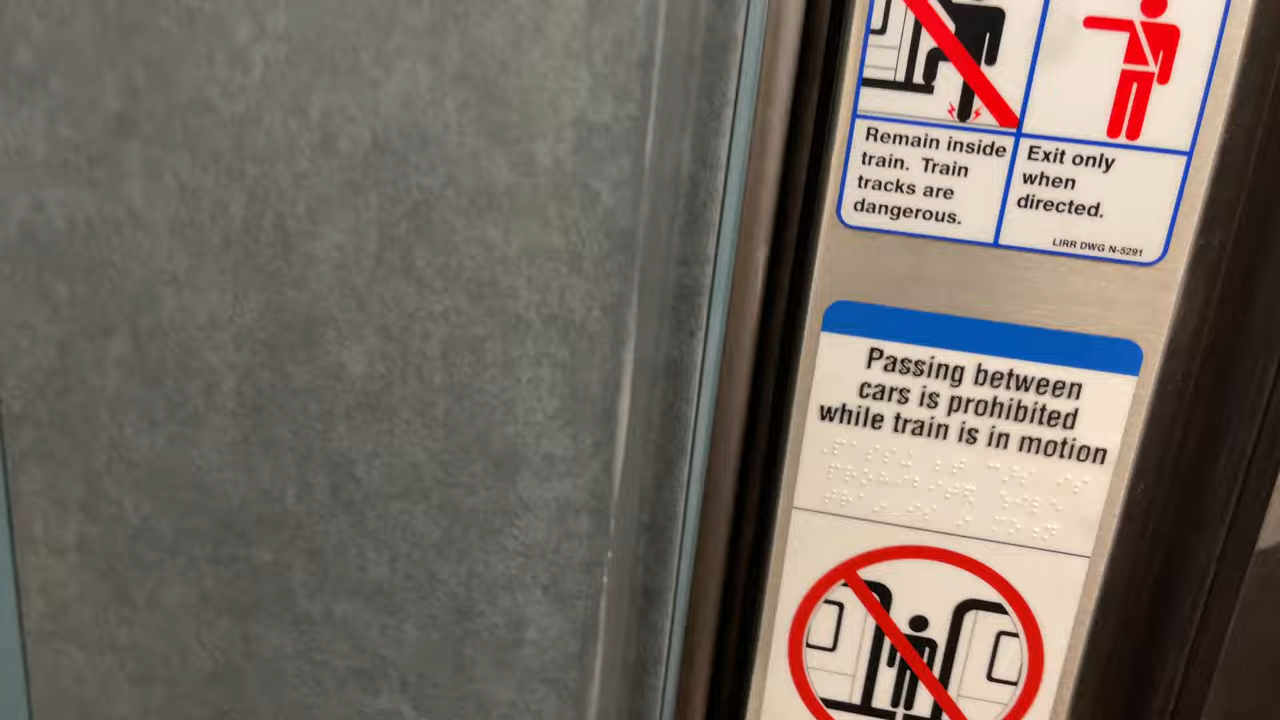 Remain inside
train. Train
tracks are
dangerous.
Exit only
when
directed.
LIRR DWG N-5291
Passing between
cars is prohibited
while train is in motion